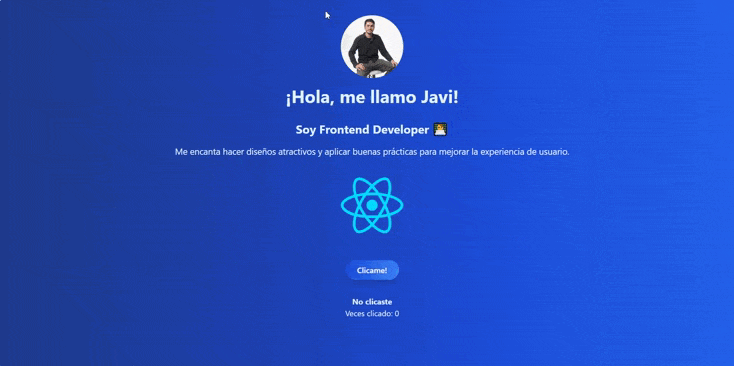 ¡Hola, me llamo Javi!
Soy Frontend Developer 👨‍💻
Me encanta hacer diseños atractivos y aplicar buenas prácticas para mejorar la experiencia de usuario.
Clicame!
No clicaste
Veces clicado: 0